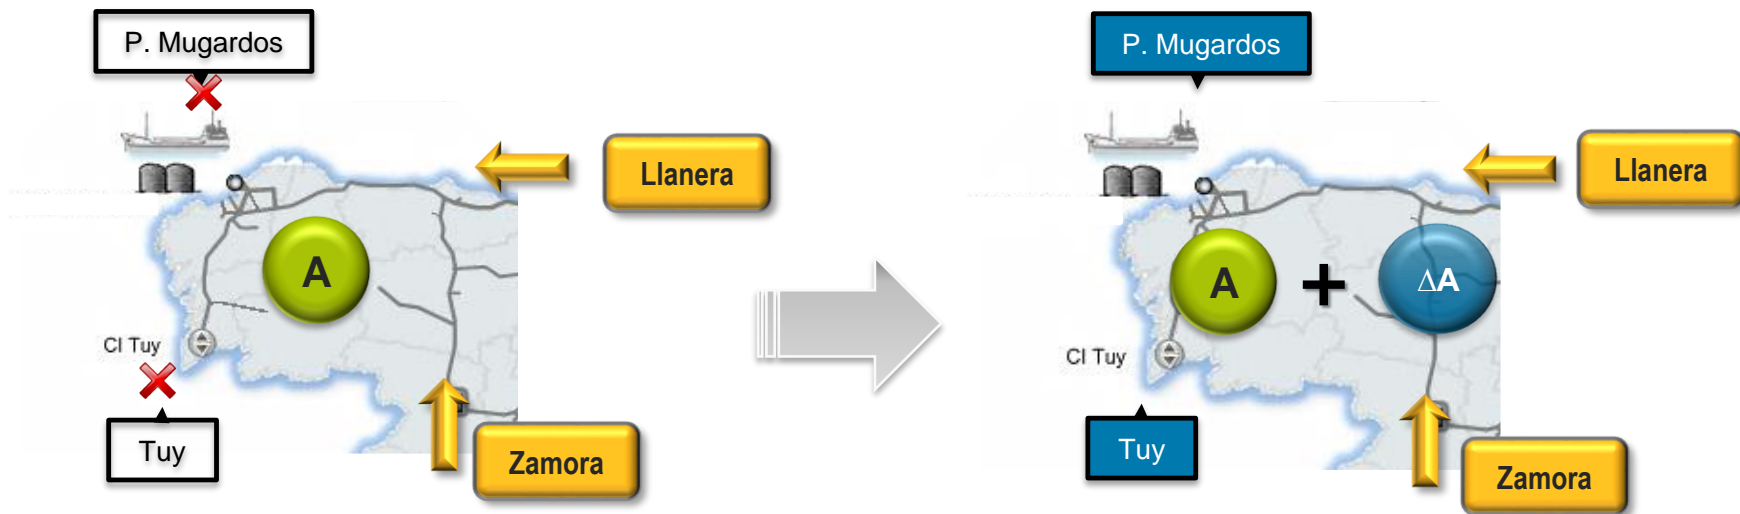 P. Mugardos
Llanera
A
CI Tuy
Tuy
Zamora
P. Mugardos
Llanera
A + ΔA
CI Tuy
Tuy
Zamora